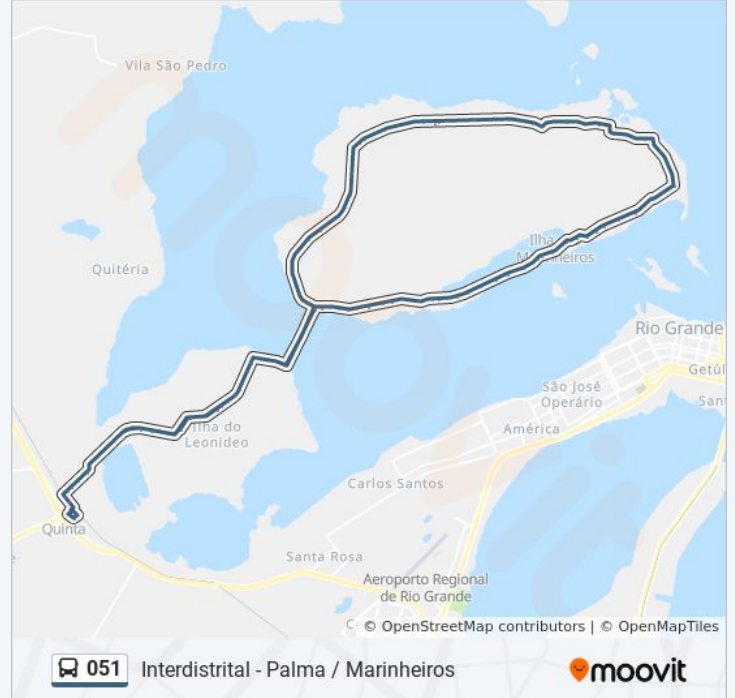 Vila São Pedro
Quitéria
Ilha
Marinheiros
Rio Grande
Getúl
São José
Operário
Sant
América
Ilha do
Leonideo
Carlos Santos
Quinta
Santa Rosa
Aeroporto Regional
de Rio Grande
© OpenStreetMap contributors | © OpenMapTiles
051 Interdistrital - Palma / Marinheiros
moovit